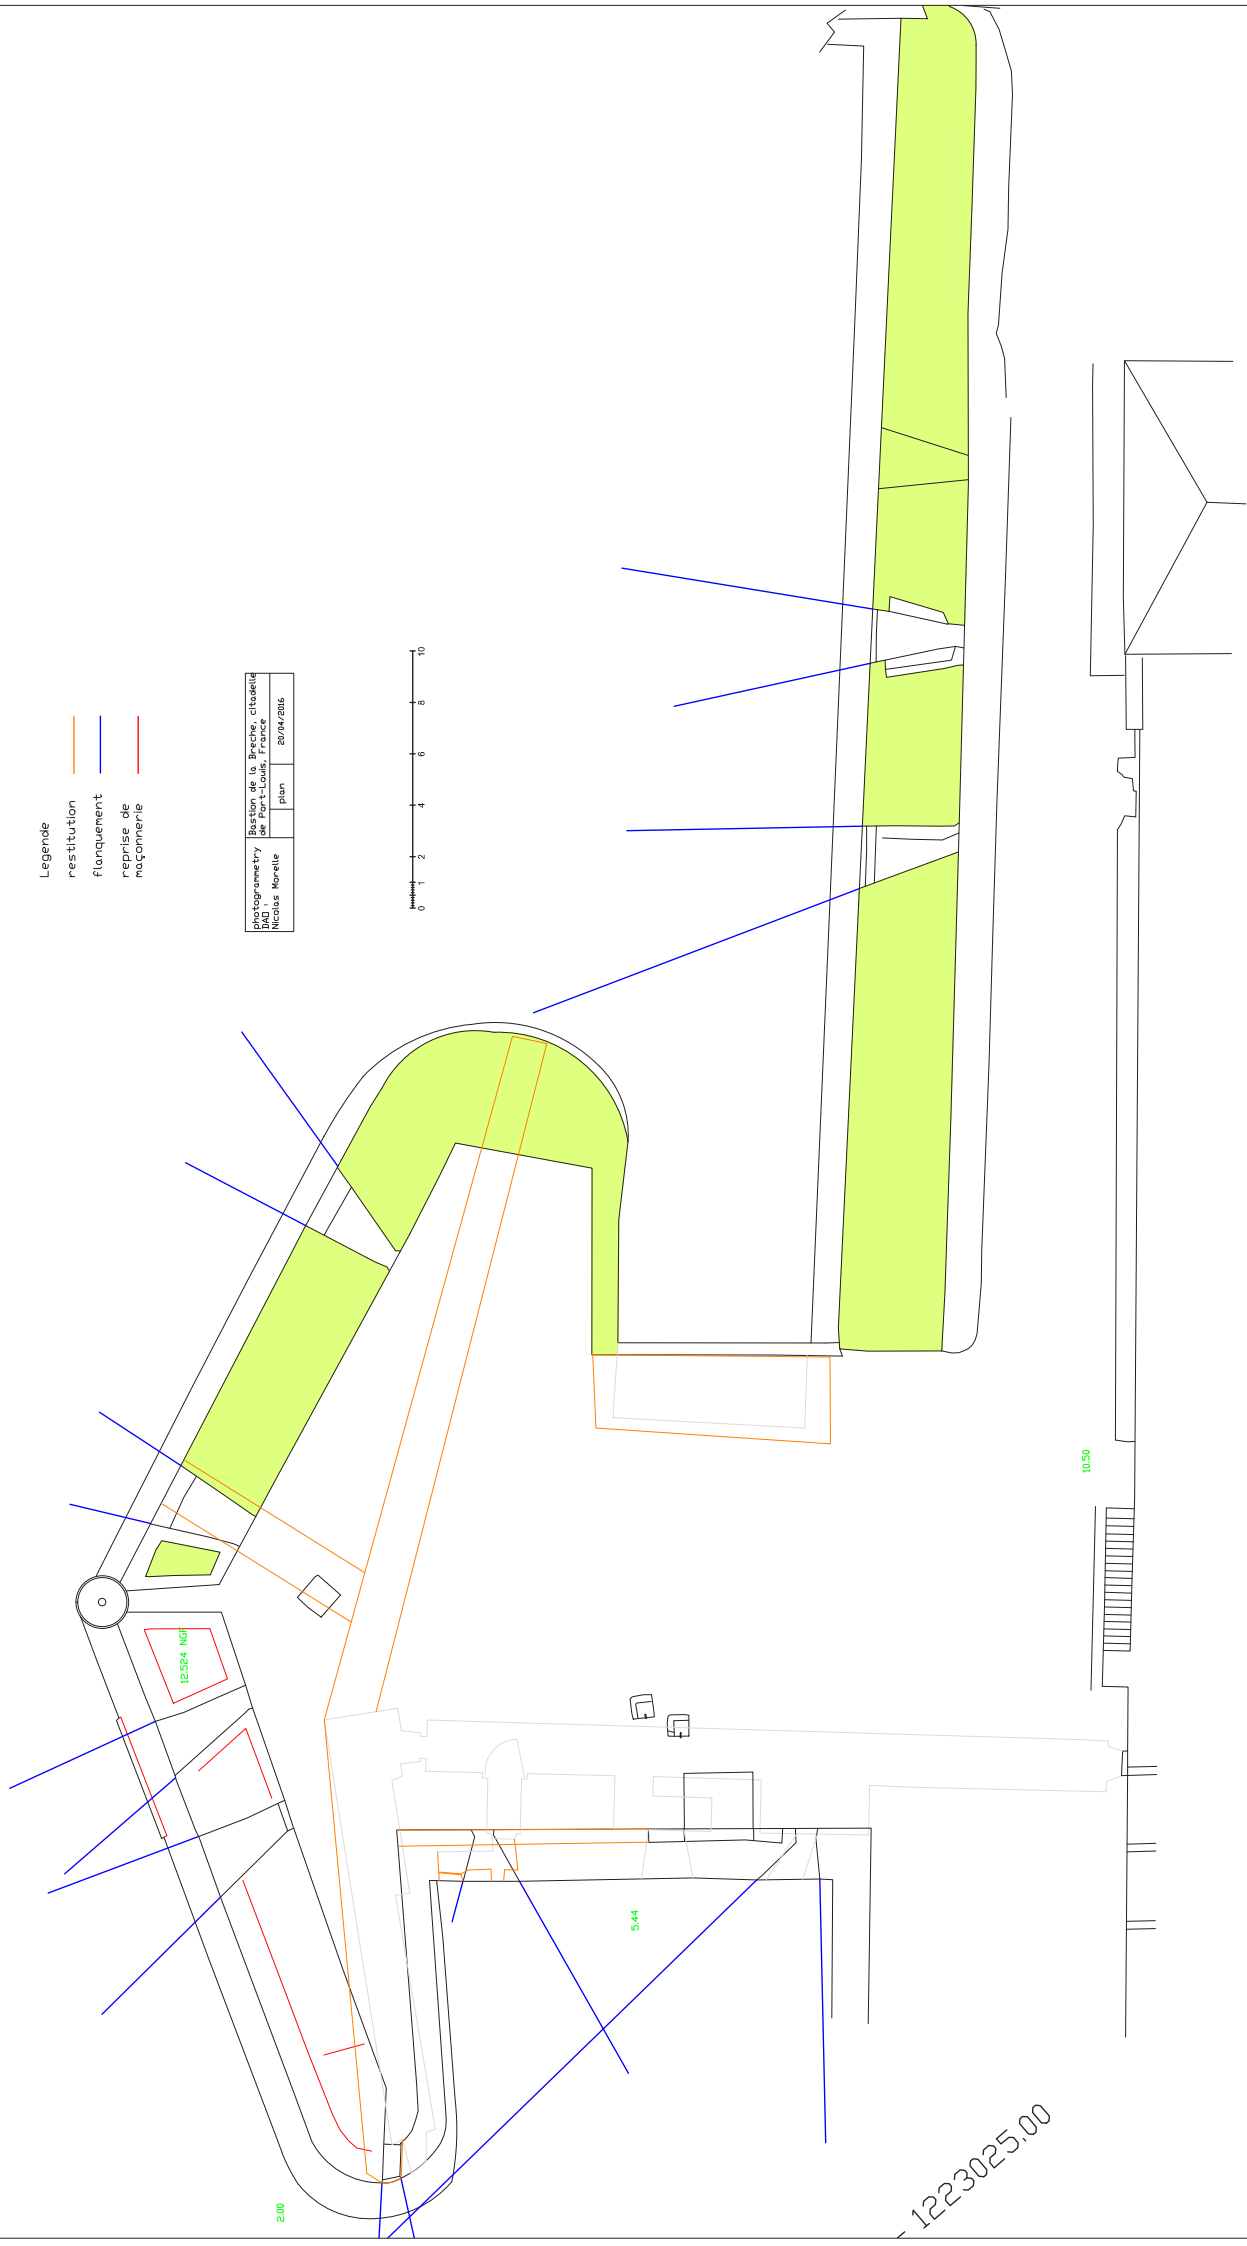 Legende
restitution
flanquement
reprise de
maçonnerie
photogrammetry
DAO :
Nicolas Morelle
Bastion de la Breche, citadelle
de Port-Louis, France
plan
20/04/2016
0 1 2 4 6 8 10
12.524 NGF
10.50
5.44
2.00
1223025,00